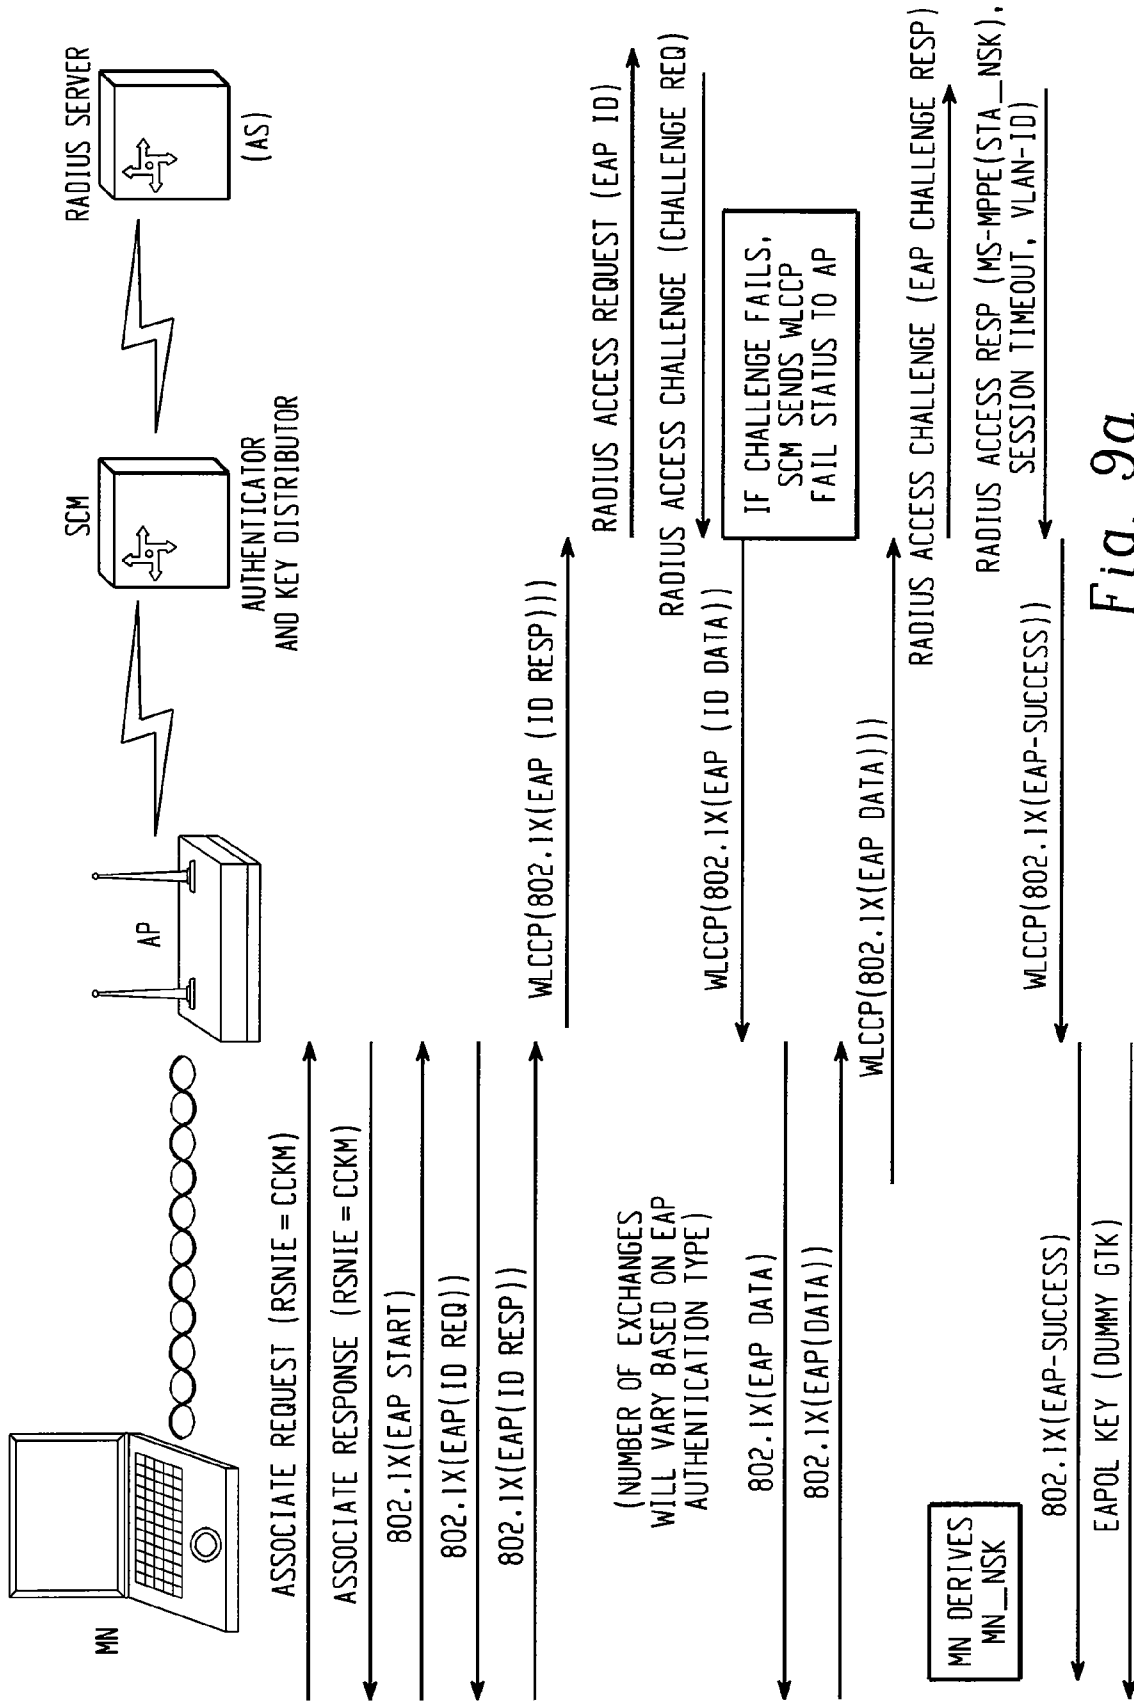 MN
AP
SCM
AUTHENTICATOR
AND KEY DISTRIBUTOR
RADIUS SERVER
(AS)
ASSOCIATE REQUEST (RSNIE = CCKM)
ASSOCIATE RESPONSE (RSNIE = CCKM)
802.1X(EAP START)
802.1X(EAP(ID REQ))
802.1X(EAP(ID RESP))
WLCCP(802.1X(EAP (ID RESP)))
RADIUS ACCESS REQUEST (EAP ID)
RADIUS ACCESS CHALLENGE (CHALLENGE REQ)
(NUMBER OF EXCHANGES
WILL VARY BASED ON EAP
AUTHENTICATION TYPE)
WLCCP(802.1X(EAP (ID DATA))
IF CHALLENGE FAILS,
SCM SENDS WLCCP
FAIL STATUS TO AP
802.1X(EAP DATA)
802.1X(EAP(DATA))
WLCCP(802.1X(EAP DATA))))
RADIUS ACCESS CHALLENGE (EAP CHALLENGE RESP)
RADIUS ACCESS RESP (MS-MPPE(STA_NSK),
SESSION TIMEOUT, VLAN-ID)
WLCCP(802.1X(EAP-SUCCESS))
MN DERIVES
MN_NSK
802.1X(EAP-SUCCESS)
EAPOL KEY (DUMMY GTK)
Fig. 9a